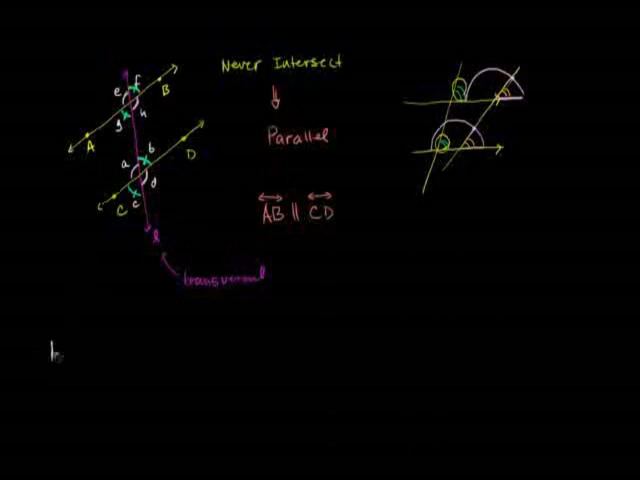 Never Intersect
Parallel
AB || CD
transversal
e f
g h
a b
c d
A
B
C
D
l